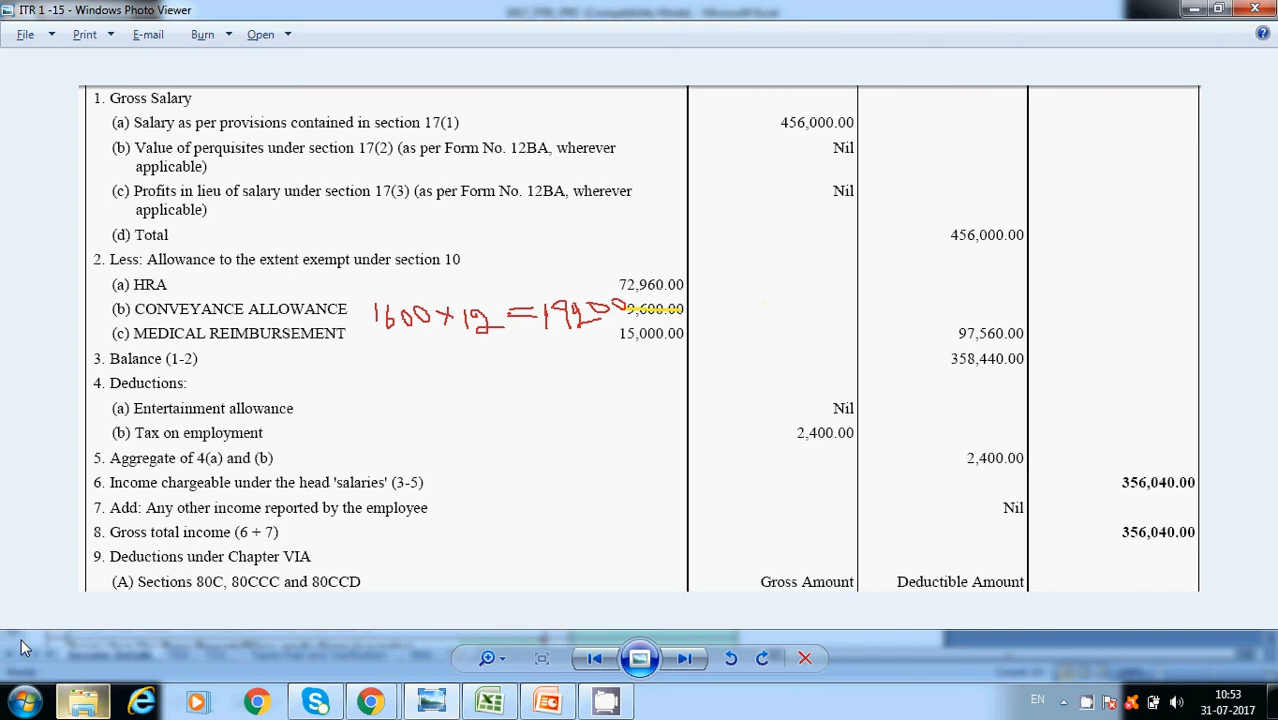 ITR 1 -15 - Windows Photo Viewer
File Print E-mail Burn Open
1. Gross Salary
(a) Salary as per provisions contained in section 17(1) 456,000.00
(b) Value of perquisites under section 17(2) (as per Form No. 12BA, wherever Nil
applicable)
(c) Profits in lieu of salary under section 17(3) (as per Form No. 12BA, wherever Nil
applicable)
(d) Total 456,000.00
2. Less: Allowance to the extent exempt under section 10
(a) HRA 72,960.00
(b) CONVEYANCE ALLOWANCE 1600 x 12 = 19200 9,600.00
(c) MEDICAL REIMBURSEMENT 15,000.00 97,560.00
3. Balance (1-2) 358,440.00
4. Deductions:
(a) Entertainment allowance Nil
(b) Tax on employment 2,400.00
5. Aggregate of 4(a) and (b) 2,400.00
6. Income chargeable under the head 'salaries' (3-5) 356,040.00
7. Add: Any other income reported by the employee Nil
8. Gross total income (6 + 7) 356,040.00
9. Deductions under Chapter VIA
(A) Sections 80C, 80CCC and 80CCD Gross Amount Deductible Amount
EN 10:53
31-07-2017